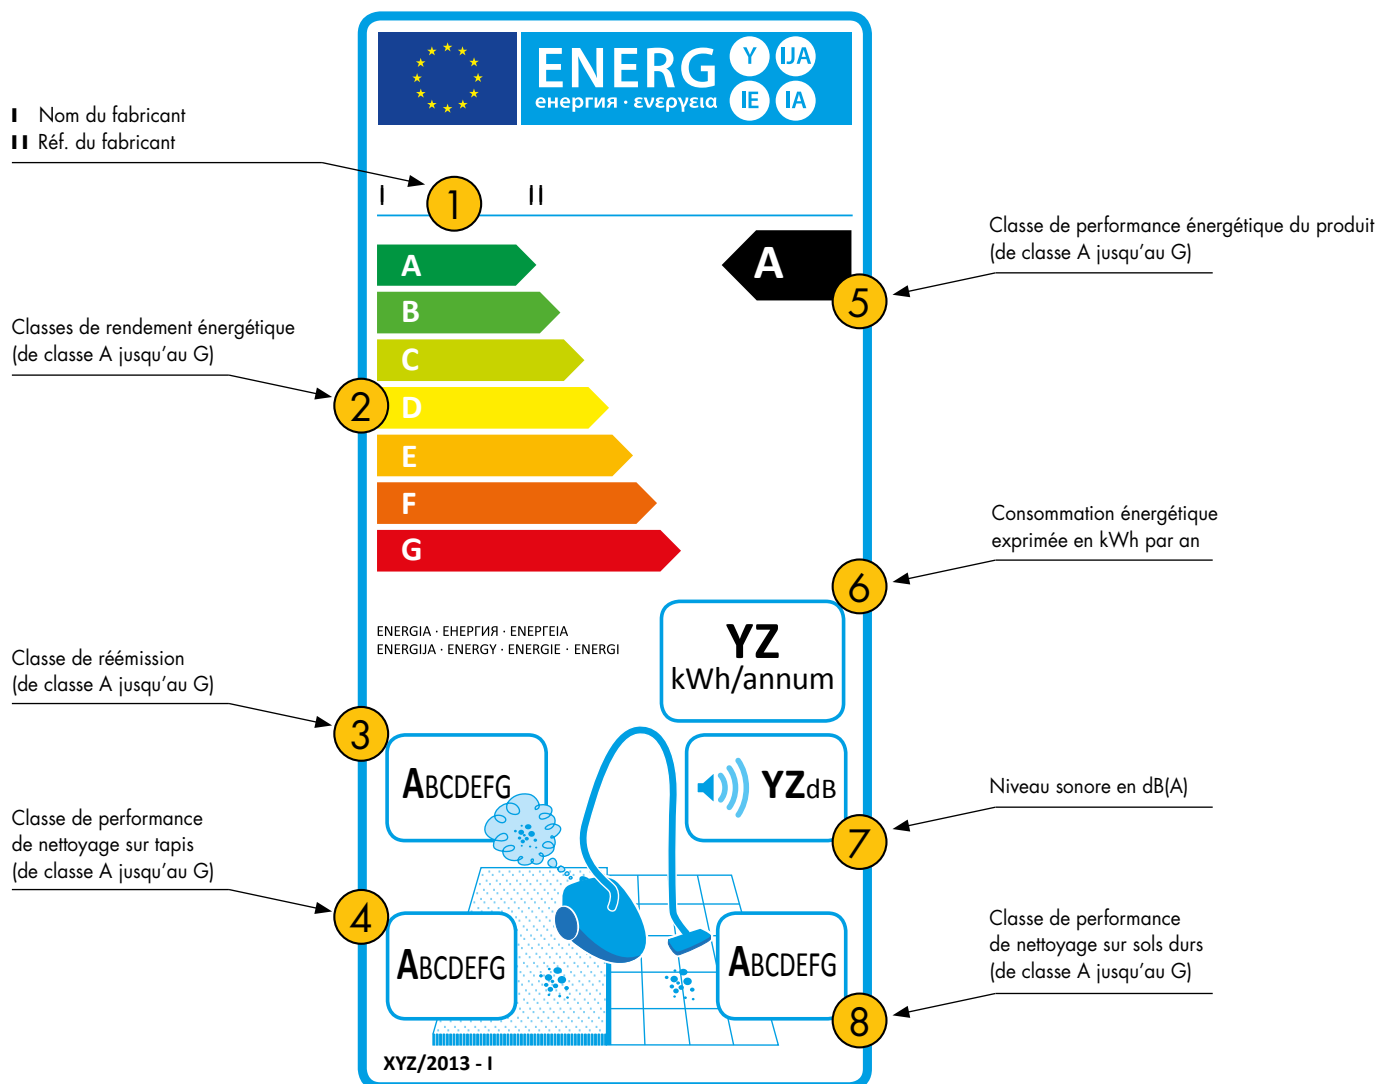 ENERG
енергия · ενεργεια
Y IJA
IE IA
I Nom du fabricant
II Réf. du fabricant
I 1 II
A
B
C
D
E
F
G
A
5
Classe de performance énergétique du produit
(de classe A jusqu'au G)
Classes de rendement énergétique
(de classe A jusqu'au G)
2
Consommation énergétique
exprimée en kWh par an
6
ENERGIA · ЕНЕРГИЯ · ΕΝΕΡΓΕΙΑ
ENERGIJA · ENERGY · ENERGIE · ENERGI
YZ
kWh/annum
Classe de réémission
(de classe A jusqu'au G)
3
ABCDEFG
YZdB
Niveau sonore en dB(A)
7
Classe de performance
de nettoyage sur tapis
(de classe A jusqu'au G)
4
ABCDEFG
ABCDEFG
Classe de performance
de nettoyage sur sols durs
(de classe A jusqu'au G)
8
XYZ/2013 - I